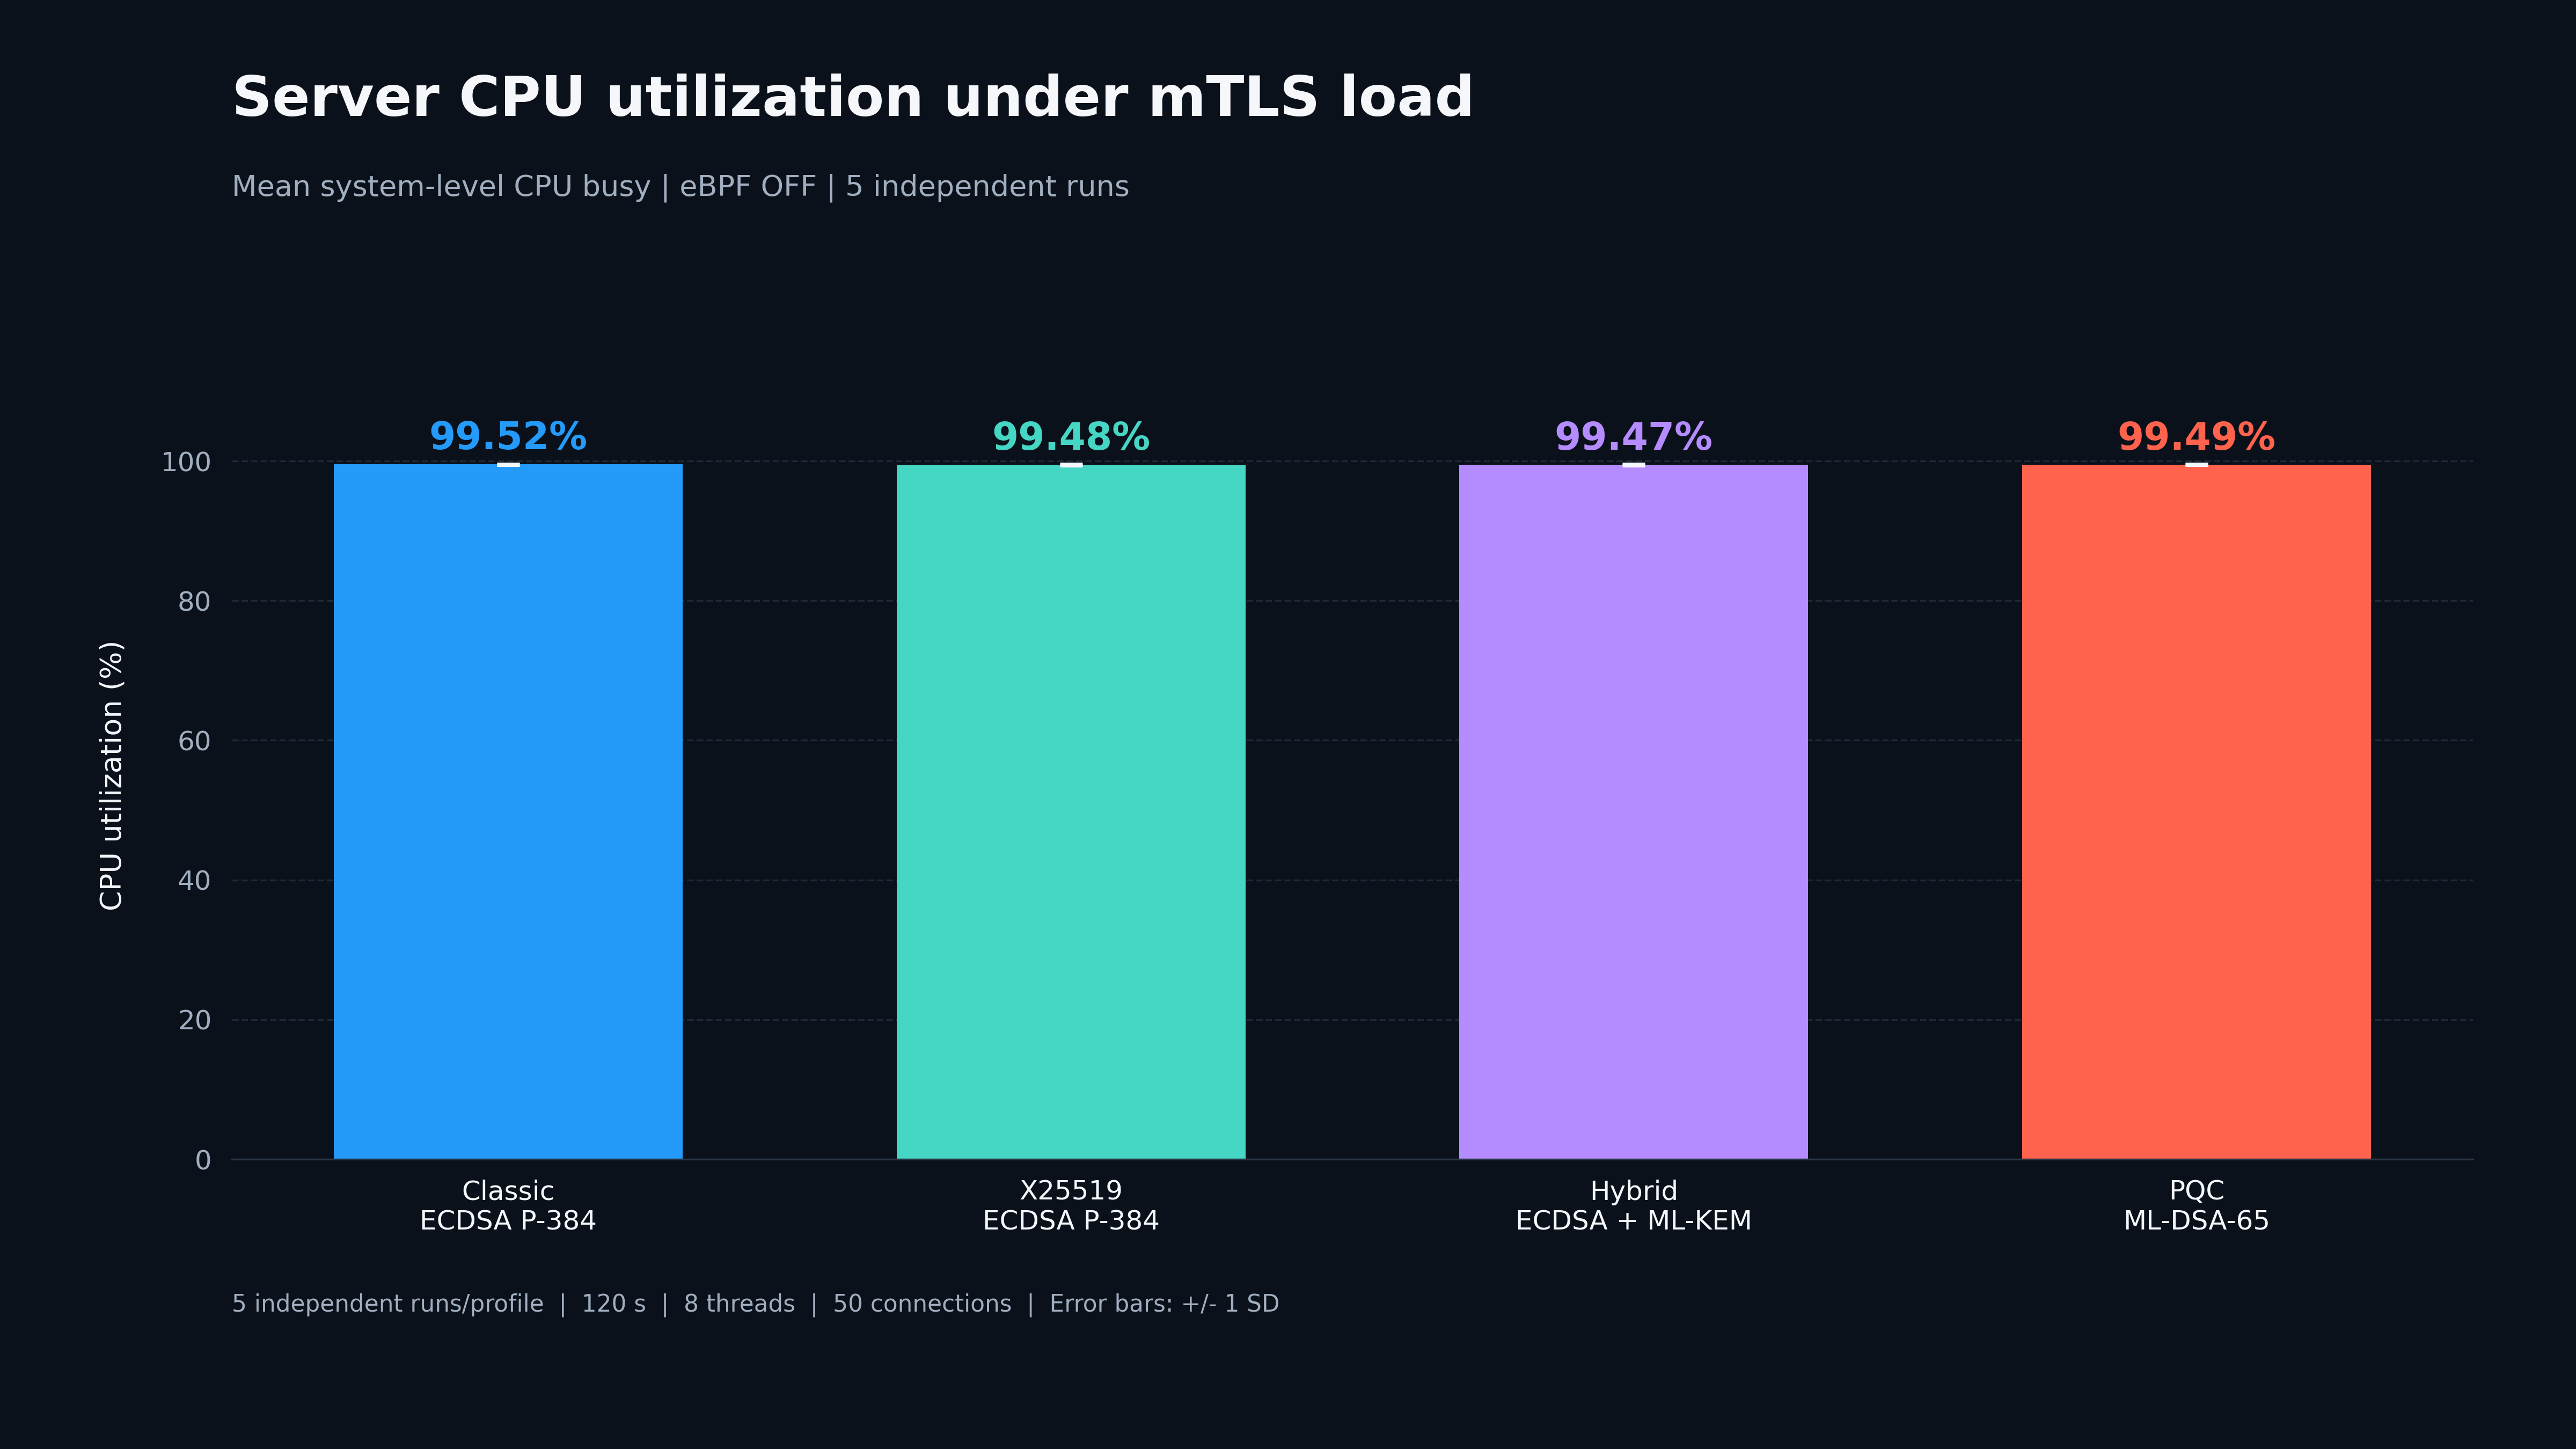 Server CPU utilization under mTLS load
Mean system-level CPU busy | eBPF OFF | 5 independent runs
99.52%
99.48%
99.47%
99.49%
100
80
60
40
20
0
CPU utilization (%)
Classic
ECDSA P-384
X25519
ECDSA P-384
Hybrid
ECDSA + ML-KEM
PQC
ML-DSA-65
5 independent runs/profile | 120 s | 8 threads | 50 connections | Error bars: +/- 1 SD